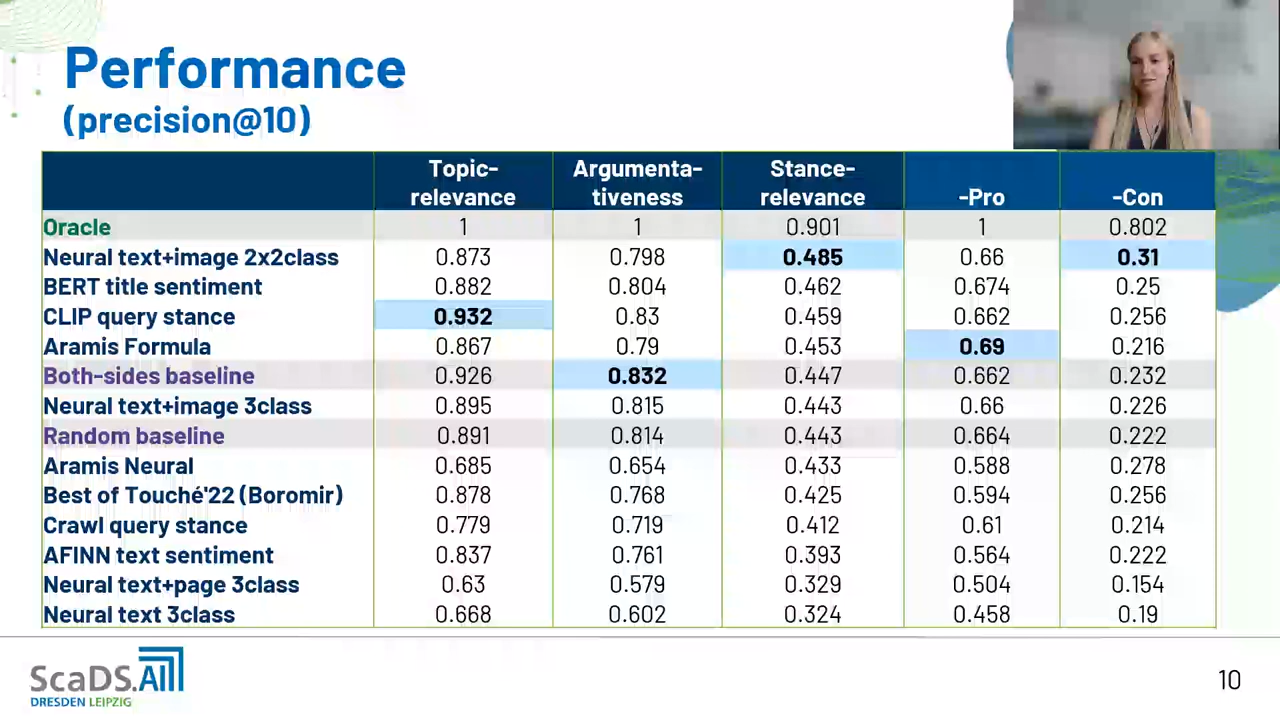 Performance
(precision@10)
Topic-relevance Argumenta-tiveness Stance-relevance -Pro -Con
Oracle 1 1 0.901 1 0.802
Neural text+image 2x2class 0.873 0.798 0.485 0.66 0.31
BERT title sentiment 0.882 0.804 0.462 0.674 0.25
CLIP query stance 0.932 0.83 0.459 0.662 0.256
Aramis Formula 0.867 0.79 0.453 0.69 0.216
Both-sides baseline 0.926 0.832 0.447 0.662 0.232
Neural text+image 3class 0.895 0.815 0.443 0.66 0.226
Random baseline 0.891 0.814 0.443 0.664 0.222
Aramis Neural 0.685 0.654 0.433 0.588 0.278
Best of Touché'22 (Boromir) 0.878 0.768 0.425 0.594 0.256
Crawl query stance 0.779 0.719 0.412 0.61 0.214
AFINN text sentiment 0.837 0.761 0.393 0.564 0.222
Neural text+page 3class 0.63 0.579 0.329 0.504 0.154
Neural text 3class 0.668 0.602 0.324 0.458 0.19
ScaDS.AI
DRESDEN LEIPZIG
10